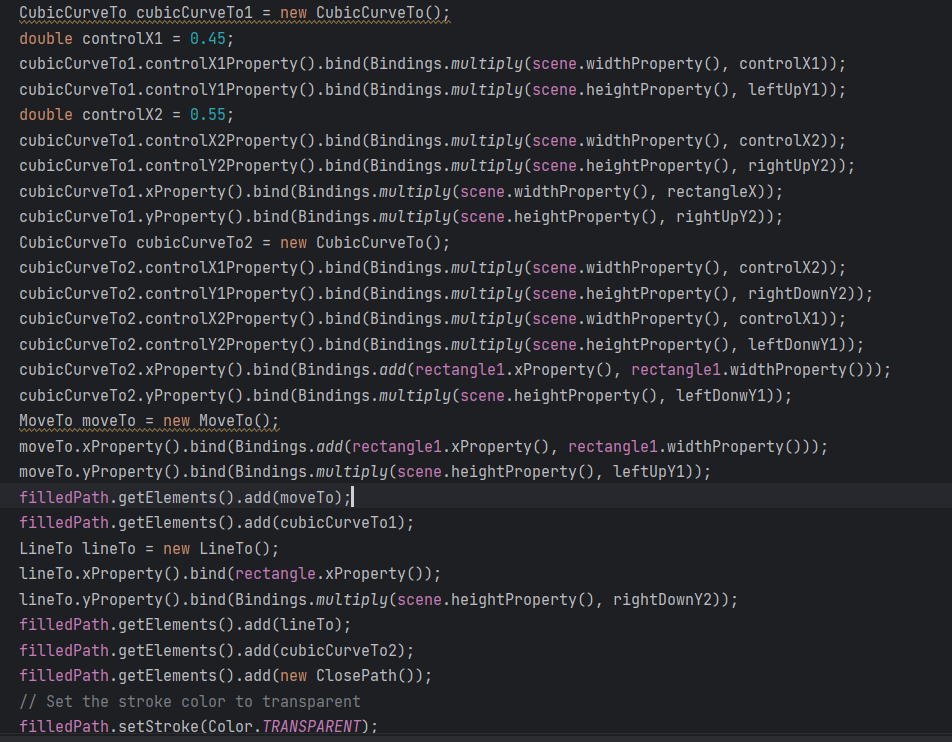 CubicCurveTo cubicCurveTo1 = new CubicCurveTo();
double controlX1 = 0.45;
cubicCurveTo1.controlX1Property().bind(Bindings.multiply(scene.widthProperty(), controlX1));
cubicCurveTo1.controlY1Property().bind(Bindings.multiply(scene.heightProperty(), leftUpY1));
double controlX2 = 0.55;
cubicCurveTo1.controlX2Property().bind(Bindings.multiply(scene.widthProperty(), controlX2));
cubicCurveTo1.controlY2Property().bind(Bindings.multiply(scene.heightProperty(), rightUpY2));
cubicCurveTo1.xProperty().bind(Bindings.multiply(scene.widthProperty(), rectangleX));
cubicCurveTo1.yProperty().bind(Bindings.multiply(scene.heightProperty(), rightUpY2));
CubicCurveTo cubicCurveTo2 = new CubicCurveTo();
cubicCurveTo2.controlX1Property().bind(Bindings.multiply(scene.widthProperty(), controlX2));
cubicCurveTo2.controlY1Property().bind(Bindings.multiply(scene.heightProperty(), rightDownY2));
cubicCurveTo2.controlX2Property().bind(Bindings.multiply(scene.widthProperty(), controlX1));
cubicCurveTo2.controlY2Property().bind(Bindings.multiply(scene.heightProperty(), leftDonwY1));
cubicCurveTo2.xProperty().bind(Bindings.add(rectangle1.xProperty(), rectangle1.widthProperty()));
cubicCurveTo2.yProperty().bind(Bindings.multiply(scene.heightProperty(), leftDonwY1));
MoveTo moveTo = new MoveTo();
moveTo.xProperty().bind(Bindings.add(rectangle1.xProperty(), rectangle1.widthProperty()));
moveTo.yProperty().bind(Bindings.multiply(scene.heightProperty(), leftUpY1));
filledPath.getElements().add(moveTo);
filledPath.getElements().add(cubicCurveTo1);
LineTo lineTo = new LineTo();
lineTo.xProperty().bind(rectangle.xProperty());
lineTo.yProperty().bind(Bindings.multiply(scene.heightProperty(), rightDownY2));
filledPath.getElements().add(lineTo);
filledPath.getElements().add(cubicCurveTo2);
filledPath.getElements().add(new ClosePath());
// Set the stroke color to transparent
filledPath.setStroke(Color.TRANSPARENT);